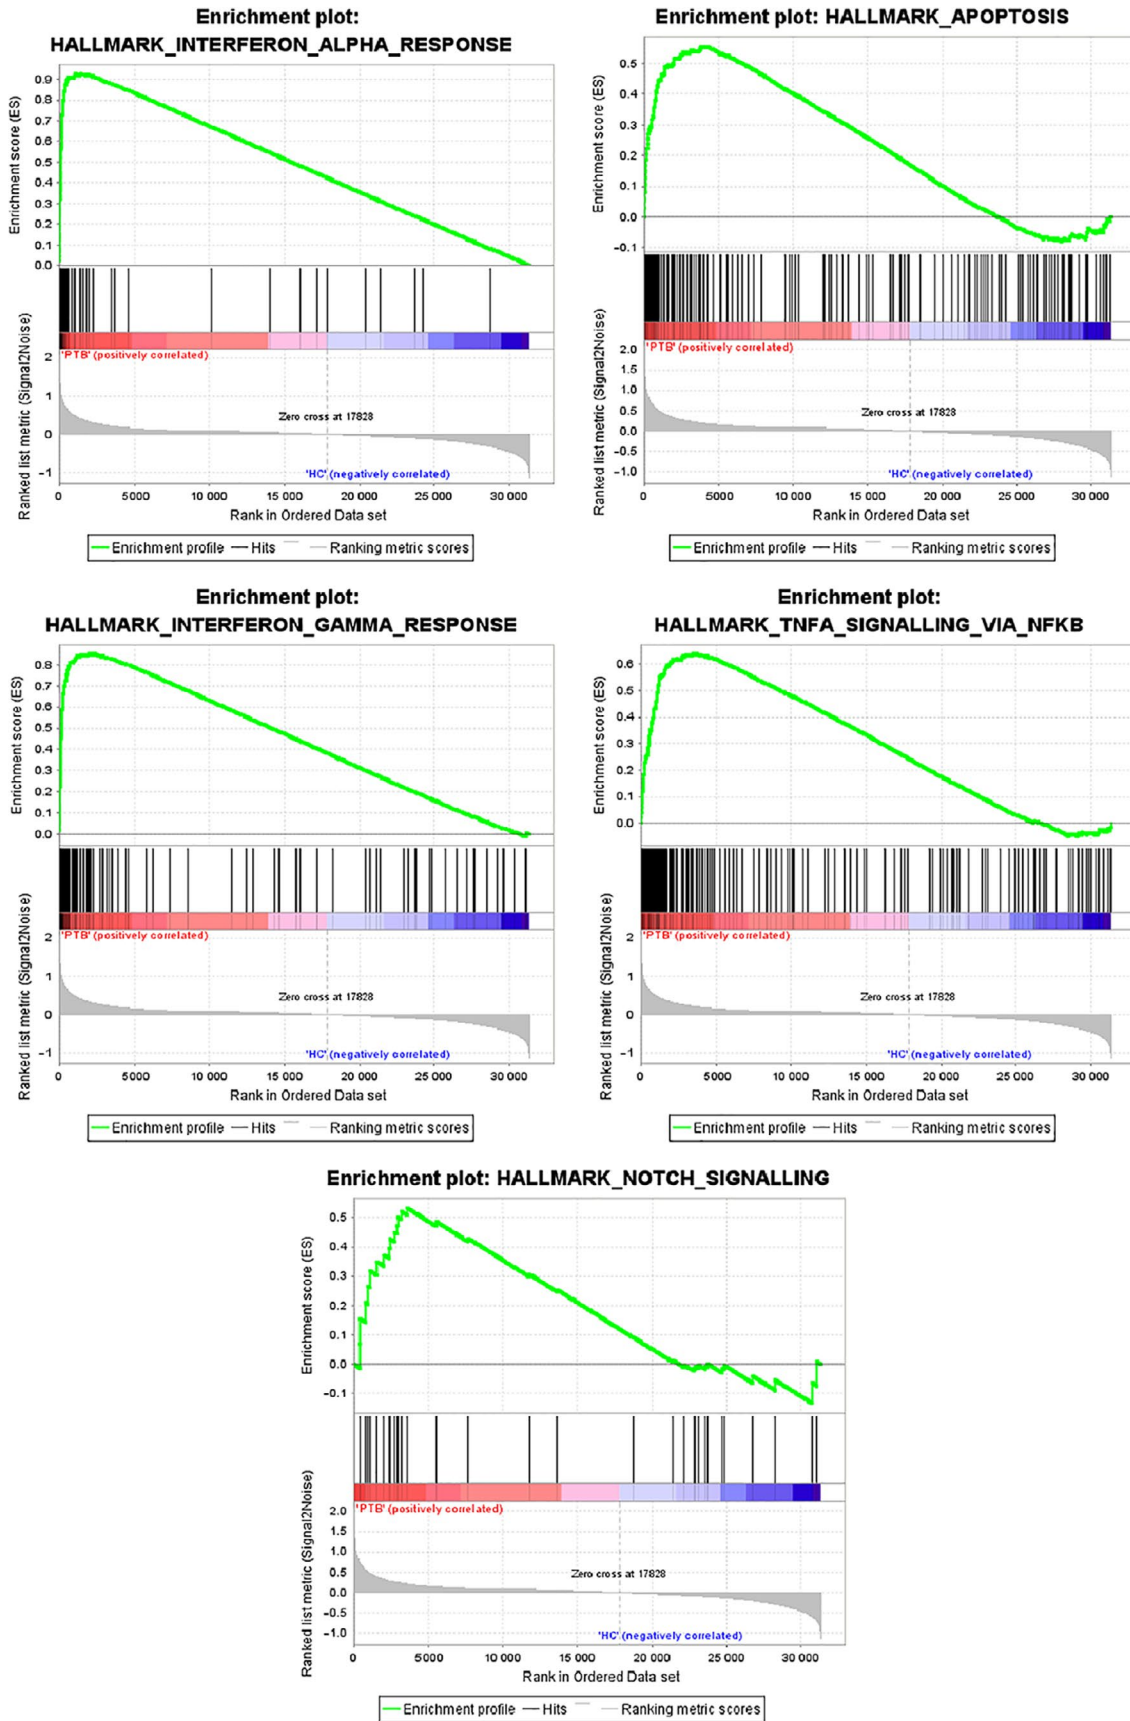 Enrichment plot:
HALLMARK_INTERFERON_ALPHA_RESPONSE
Enrichment score (ES)
0.9
0.8
0.7
0.6
0.5
0.4
0.3
0.2
0.1
0.0
'PTB' (positively correlated)
Ranked list metric (Signal2Noise)
2
1
0
−1
Zero cross at 17828
'HC' (negatively correlated)
0 5000 10 000 15 000 20 000 25 000 30 000
Rank in Ordered Data set
Enrichment profile Hits Ranking metric scores
Enrichment plot: HALLMARK_APOPTOSIS
Enrichment score (ES)
0.5
0.4
0.3
0.2
0.1
0.0
−0.1
'PTB' (positively correlated)
Ranked list metric (Signal2Noise)
2.0
1.5
1.0
0.5
0.0
−0.5
−1.0
Zero cross at 17828
'HC' (negatively correlated)
0 5000 10 000 15 000 20 000 25 000 30 000
Rank in Ordered Data set
Enrichment profile Hits Ranking metric scores
Enrichment plot:
HALLMARK_INTERFERON_GAMMA_RESPONSE
Enrichment score (ES)
0.8
0.7
0.6
0.5
0.4
0.3
0.2
0.1
0.0
'PTB' (positively correlated)
Ranked list metric (Signal2Noise)
2
1
0
−1
Zero cross at 17828
'HC' (negatively correlated)
0 5000 10 000 15 000 20 000 25 000 30 000
Rank in Ordered Data set
Enrichment profile Hits Ranking metric scores
Enrichment plot:
HALLMARK_TNFA_SIGNALLING_VIA_NFKB
Enrichment score (ES)
0.6
0.5
0.4
0.3
0.2
0.1
0.0
'PTB' (positively correlated)
Ranked list metric (Signal2Noise)
2
1
0
−1
Zero cross at 17828
'HC' (negatively correlated)
0 5000 10 000 15 000 20 000 25 000 30 000
Rank in Ordered Data set
Enrichment profile Hits Ranking metric scores
Enrichment plot: HALLMARK_NOTCH_SIGNALLING
Enrichment score (ES)
0.5
0.4
0.3
0.2
0.1
0.0
−0.1
'PTB' (positively correlated)
Ranked list metric (Signal2Noise)
2.0
1.5
1.0
0.5
0.0
−0.5
−1.0
Zero cross at 17828
'HC' (negatively correlated)
0 5000 10 000 15 000 20 000 25 000 30 000
Rank in Ordered Data set
Enrichment profile Hits Ranking metric scores